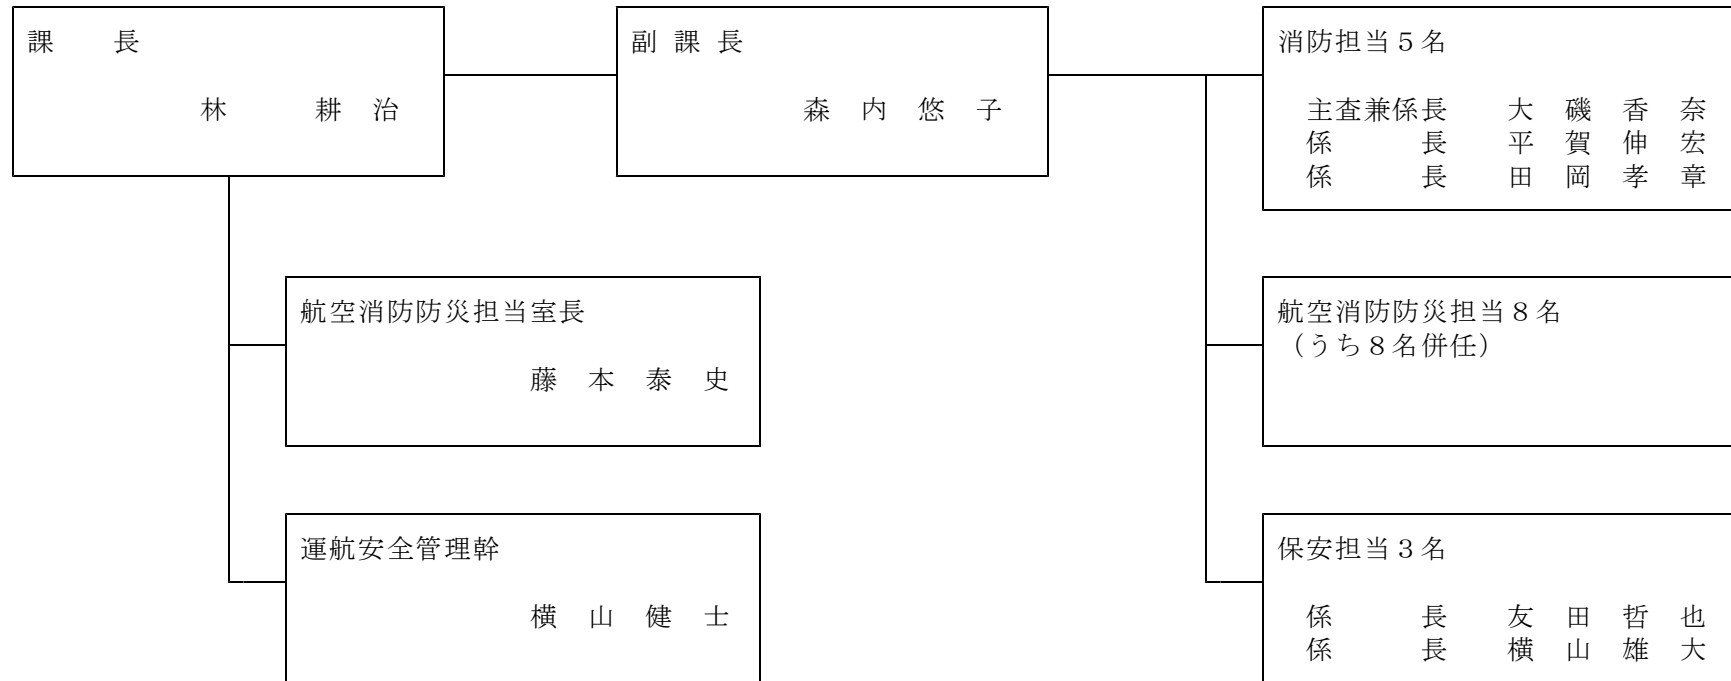 課　　長
林　　　耕　治
副 課 長
森　内　悠　子
消防担当５名
主査兼係長　　大　磯　香　奈
係　　　長　　平　賀　伸　宏
係　　　長　　田　岡　孝　章
航空消防防災担当室長
藤　本　泰　史
航空消防防災担当８名
（うち８名併任）
運航安全管理幹
横　山　健　士
保安担当３名
係　　　長　　友　田　哲　也
係　　　長　　横　山　雄　大